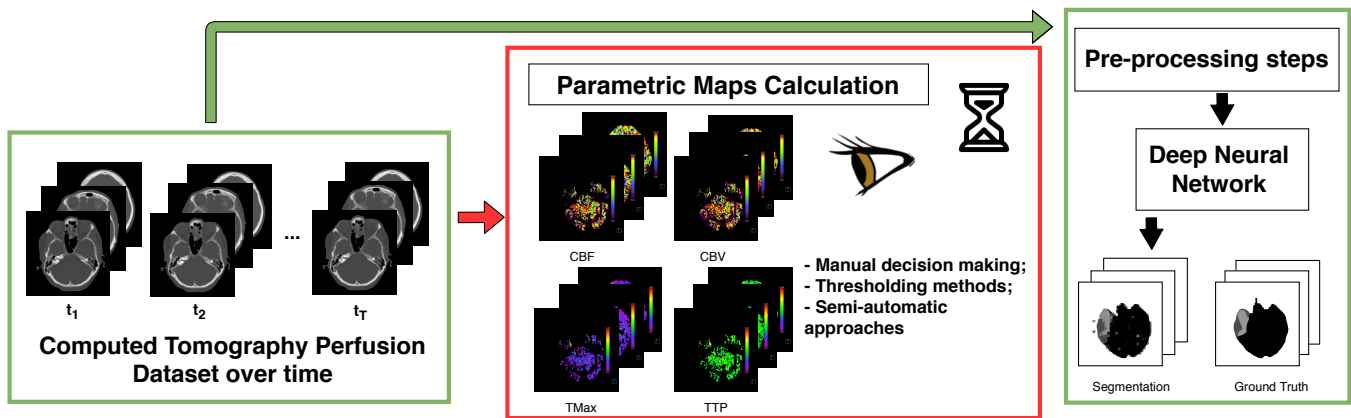 Pre-processing steps
Deep Neural
Network
Segmentation
Ground Truth
Parametric Maps Calculation
CBF
CBV
TMax
TTP
- Manual decision making;
- Thresholding methods;
- Semi-automatic
approaches
t1
t2
...
tT
Computed Tomography Perfusion
Dataset over time